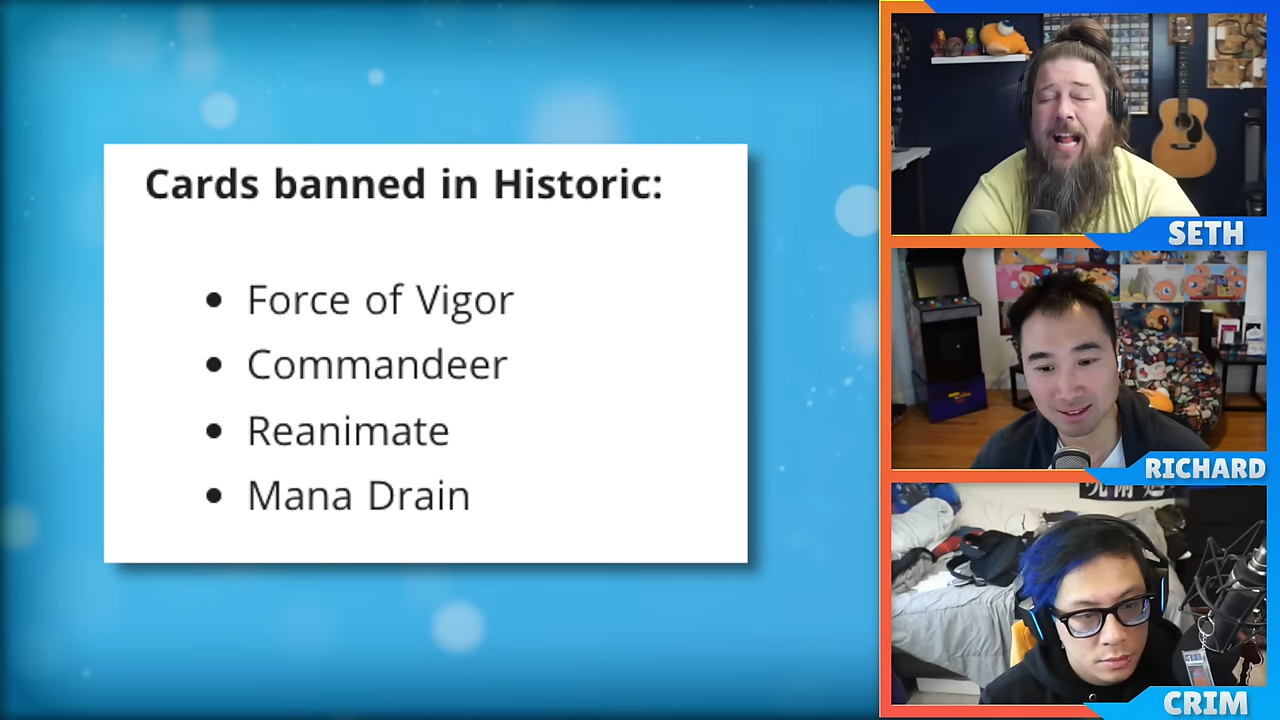 Cards banned in Historic:
Force of Vigor
Commandeer
Reanimate
Mana Drain
SETH
RICHARD
CRIM